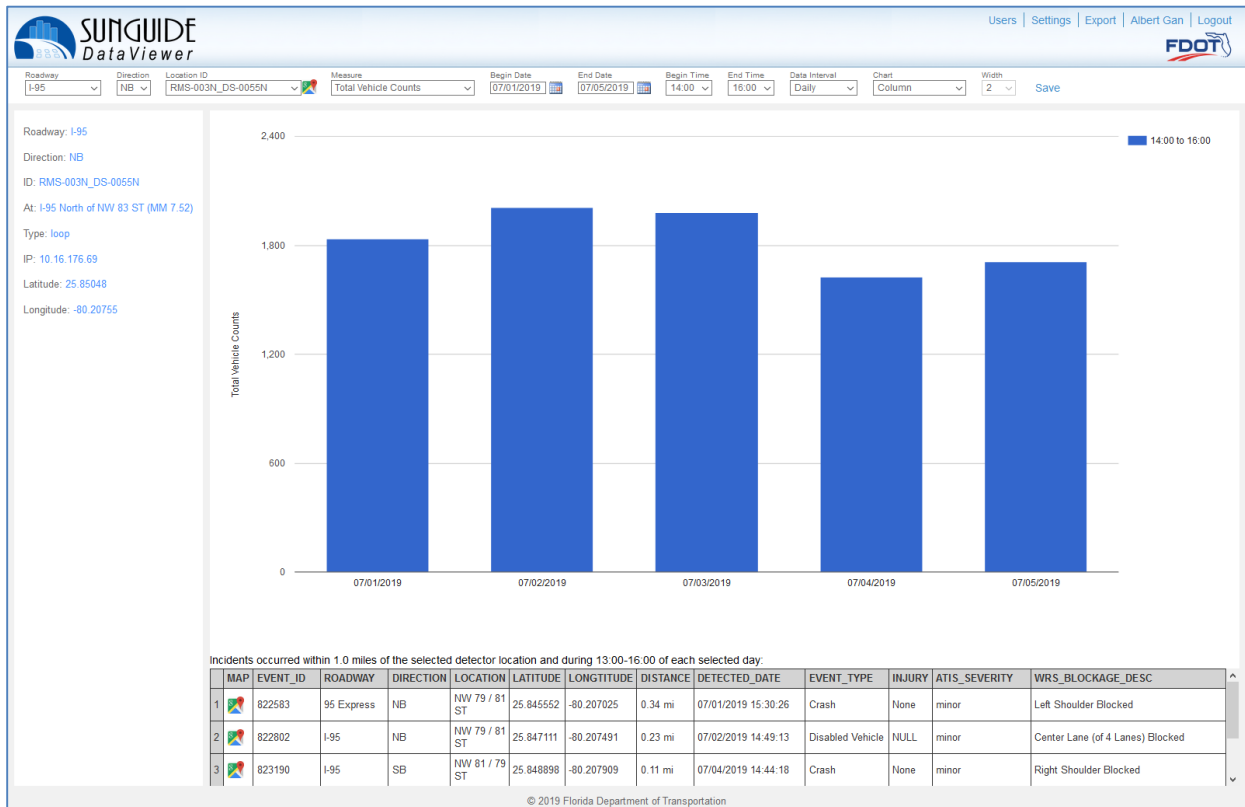 SUNGUIDE
DataViewer
Users | Settings | Export | Albert Gan | Logout
FDOT
Roadway Direction Location ID Measure Begin Date End Date Begin Time End Time Data Interval Chart Width
I-95 NB RMS-003N_DS-0055N Total Vehicle Counts 07/01/2019 07/05/2019 14:00 16:00 Daily Column 2 Save
Roadway: I-95
Direction: NB
ID: RMS-003N_DS-0055N
At: I-95 North of NW 83 ST (MM 7.52)
Type: loop
IP: 10.16.176.69
Latitude: 25.85048
Longitude: -80.20755
2,400
1,800
1,200
600
0
Total Vehicle Counts
14:00 to 16:00
07/01/2019 07/02/2019 07/03/2019 07/04/2019 07/05/2019
Incidents occurred within 1.0 miles of the selected detector location and during 13:00-16:00 of each selected day:
MAP EVENT_ID ROADWAY DIRECTION LOCATION LATITUDE LONGTITUDE DISTANCE DETECTED_DATE EVENT_TYPE INJURY ATIS_SEVERITY WRS_BLOCKAGE_DESC
1 822583 95 Express NB NW 79 / 81 ST 25.845552 -80.207025 0.34 mi 07/01/2019 15:30:26 Crash None minor Left Shoulder Blocked
2 822802 I-95 NB NW 79 / 81 ST 25.847111 -80.207491 0.23 mi 07/02/2019 14:49:13 Disabled Vehicle NULL minor Center Lane (of 4 Lanes) Blocked
3 823190 I-95 SB NW 81 / 79 ST 25.848898 -80.207909 0.11 mi 07/04/2019 14:44:18 Crash None minor Right Shoulder Blocked
© 2019 Florida Department of Transportation